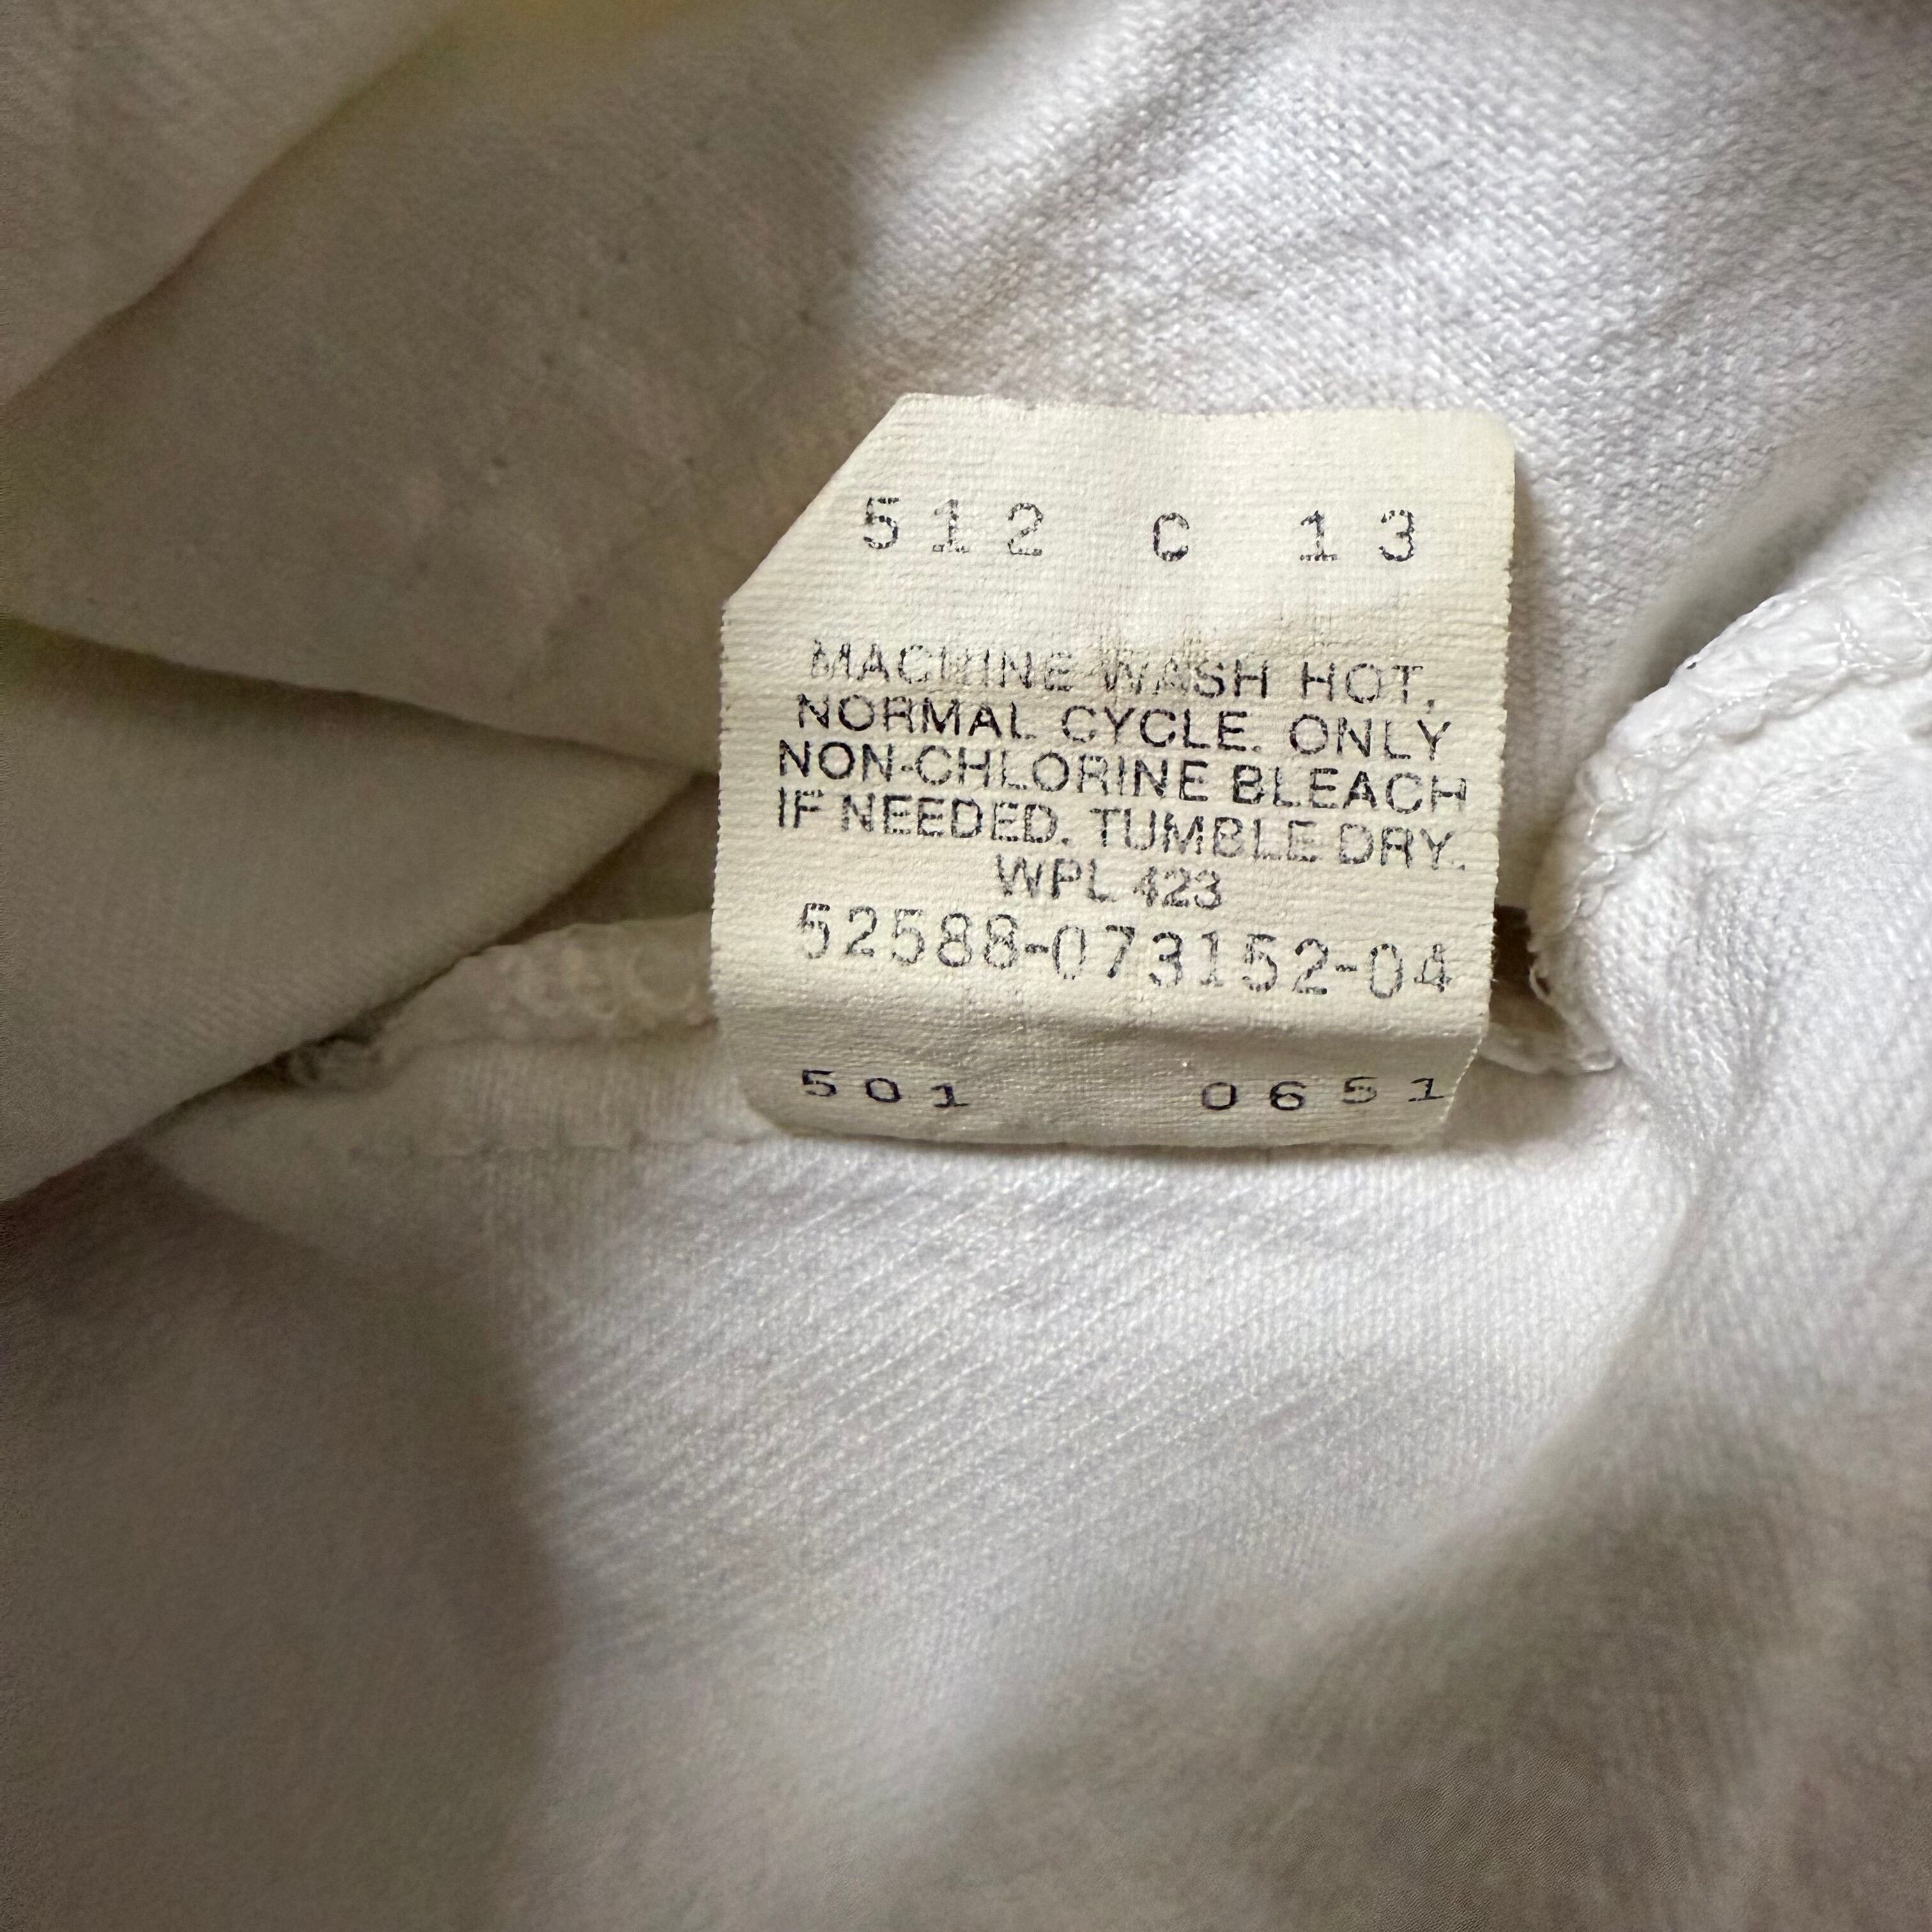 512 C 13
MACHINE WASH HOT,
NORMAL CYCLE. ONLY
NON-CHLORINE BLEACH
IF NEEDED. TUMBLE DRY.
WPL 423
52588-073152-04
501 0651